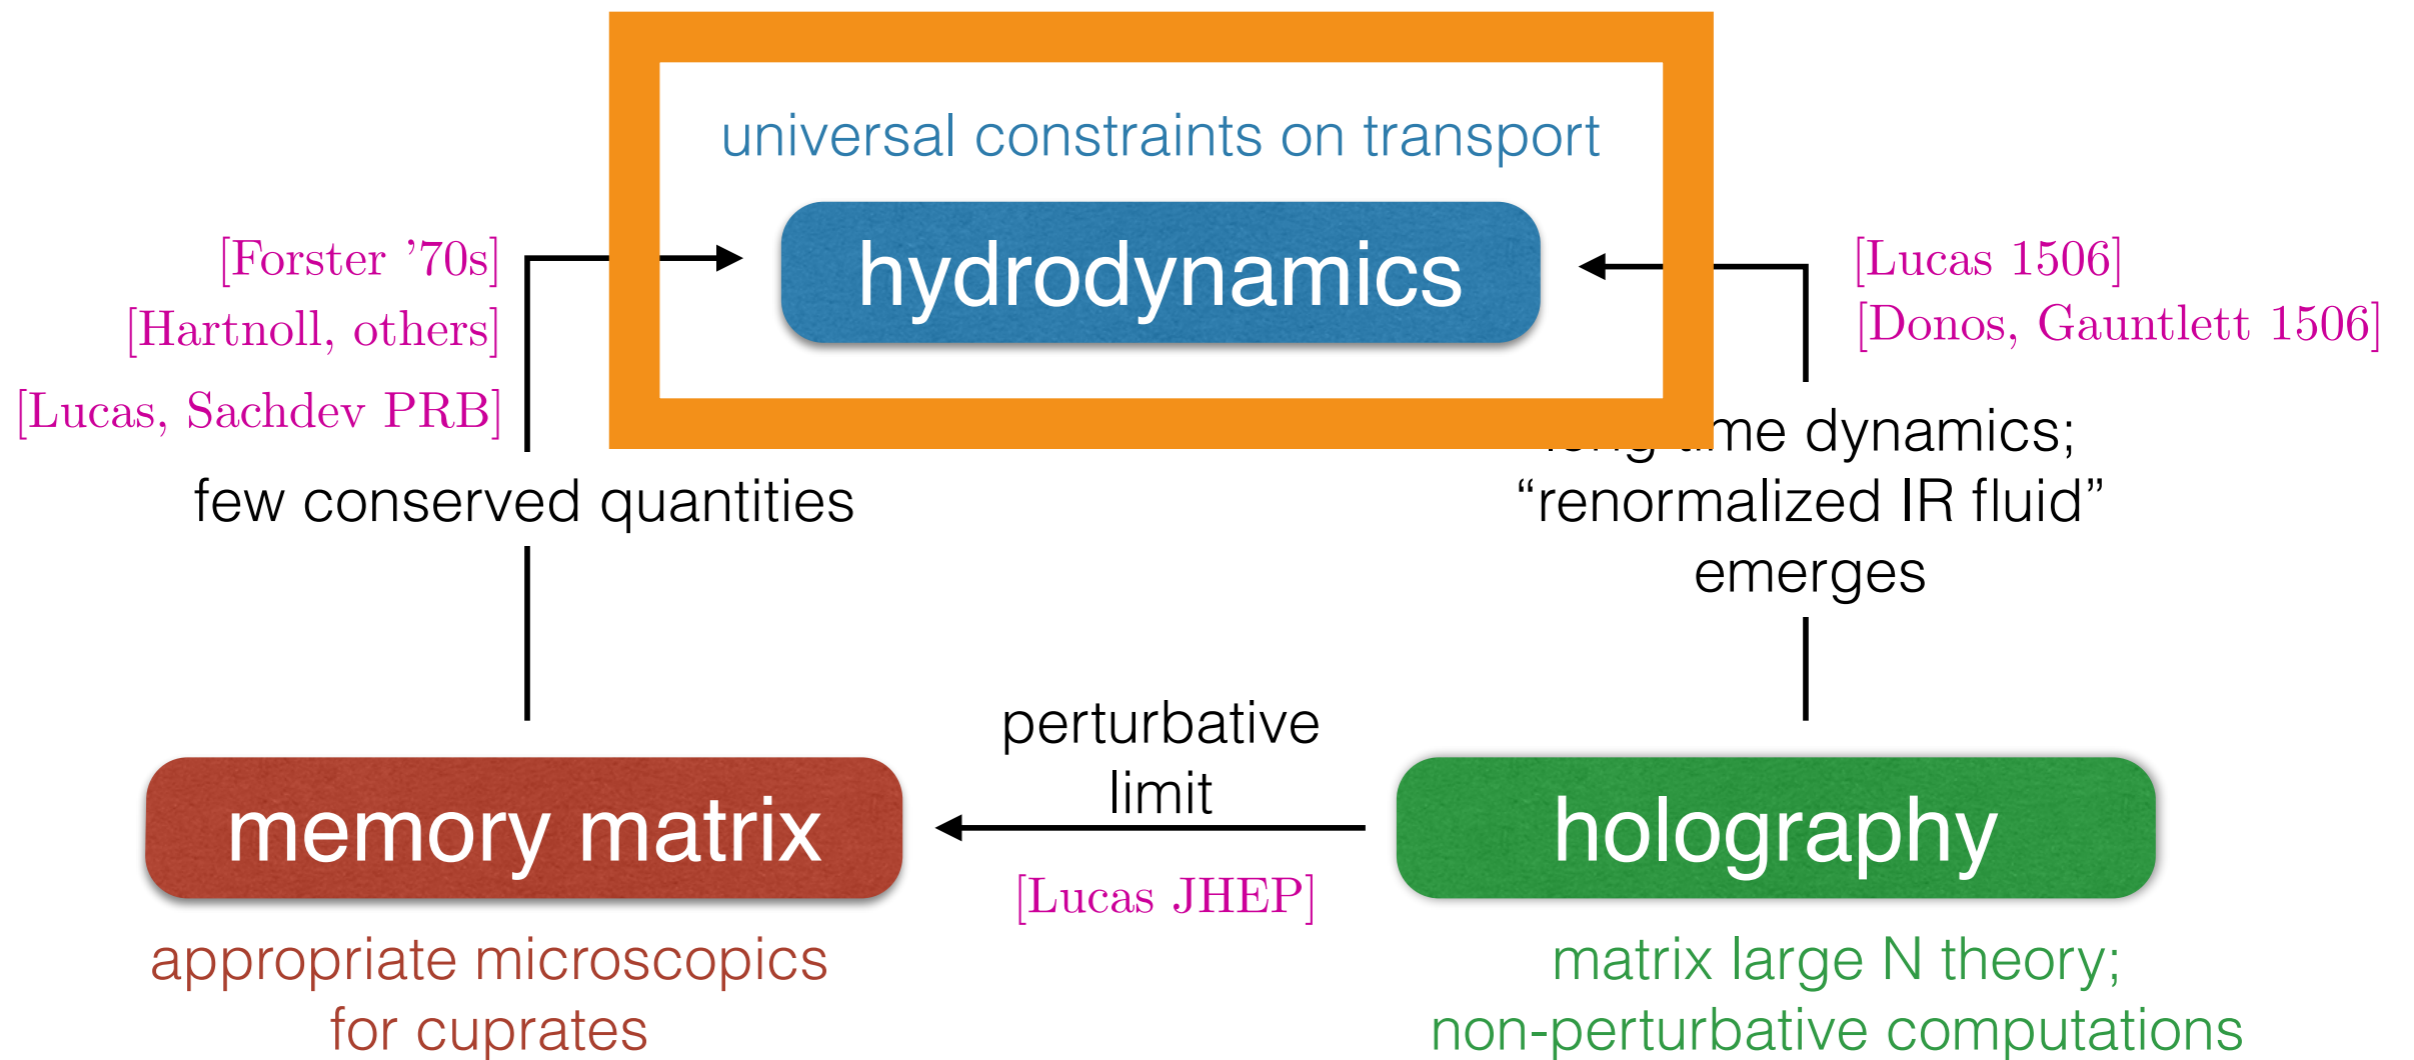 universal constraints on transport
hydrodynamics
[Forster ’70s]
[Hartnoll, others]
[Lucas, Sachdev PRB]
[Lucas 1506]
[Donos, Gauntlett 1506]
dynamics;
few conserved quantities
“renormalized IR fluid”
emerges
perturbative
limit
[Lucas JHEP]
memory matrix
holography
appropriate microscopics
for cuprates
matrix large N theory;
non-perturbative computations